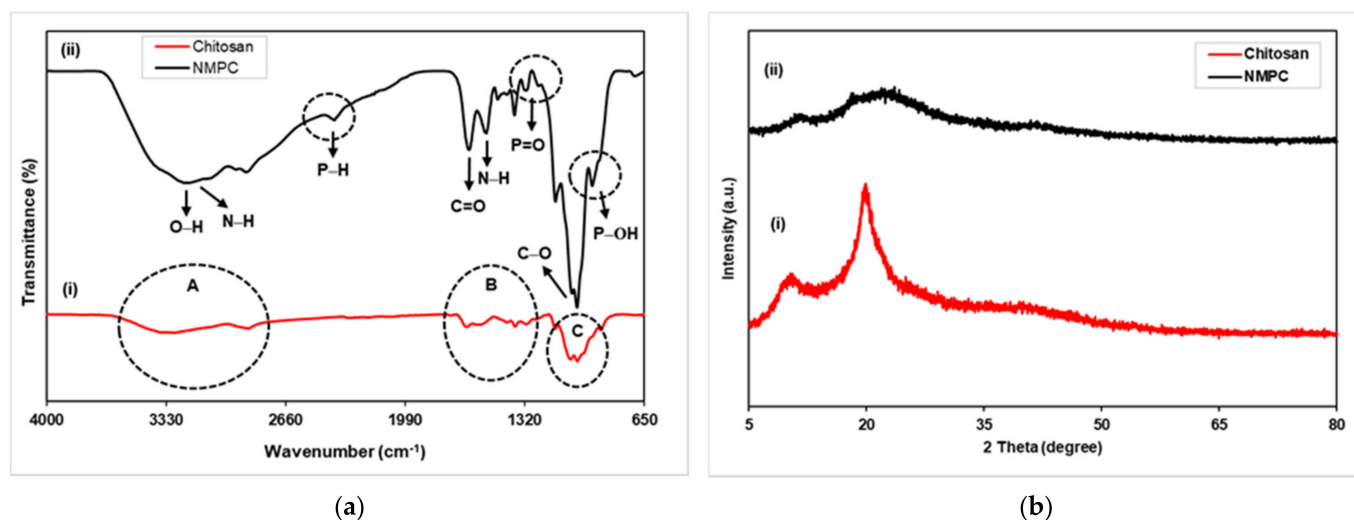 (ii)
Chitosan
NMPC
P–H
P=O
N–H
C=O
O–H
N–H
P–OH
C–O
(i)
A
B
C
Transmittance (%)
4000
3330
2660
1990
1320
650
Wavenumber (cm⁻¹)
(a)
Chitosan
NMPC
(ii)
(i)
Intensity (a.u.)
5
20
35
50
65
80
2 Theta (degree)
(b)